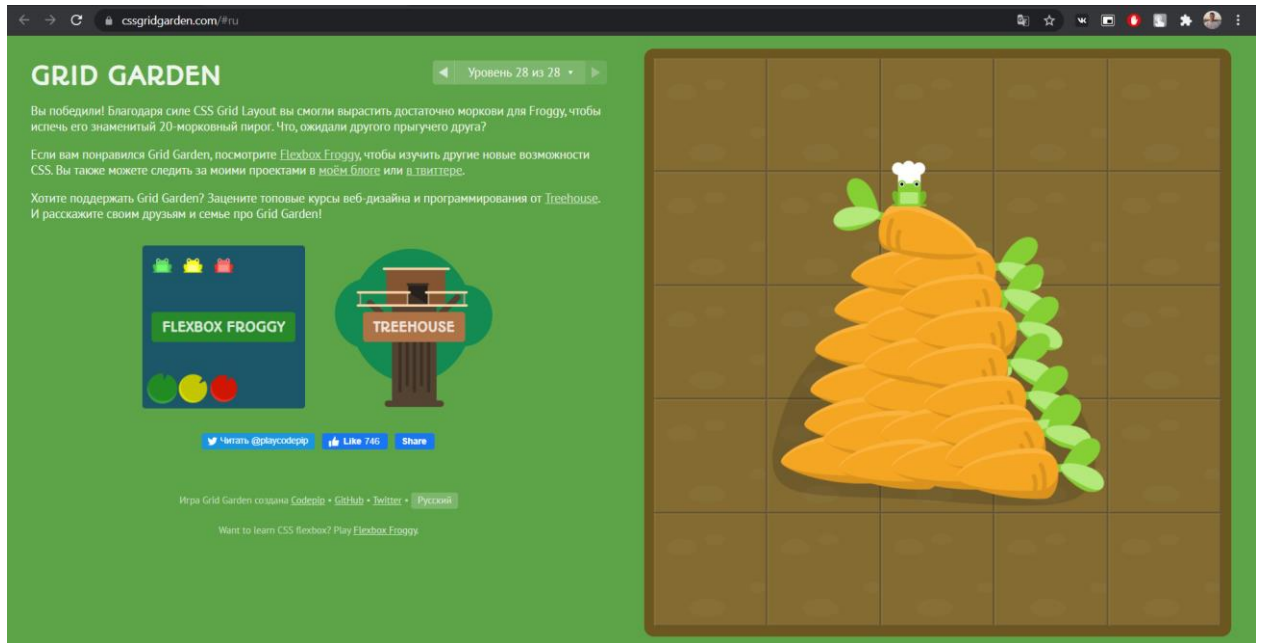 cssgridgarden.com/#ru
GRID GARDEN
Уровень 28 из 28
Вы победили! Благодаря силе CSS Grid Layout вы смогли вырастить достаточно моркови для Froggy, чтобы
испечь его знаменитый 20-морковный пирог. Что, ожидали другого прыгучего друга?
Если вам понравился Grid Garden, посмотрите Flexbox Froggy, чтобы изучить другие новые возможности
CSS. Вы также можете следить за моими проектами в моём блоге или в твиттере.
Хотите поддержать Grid Garden? Зацените топовые курсы веб-дизайна и программирования от Treehouse.
И расскажите своим друзьям и семье про Grid Garden!
FLEXBOX FROGGY
TREEHOUSE
Читать @playcodepip
Like 746
Share
Игра Grid Garden создана Codepip • GitHub • Twitter • Русский
Want to learn CSS flexbox? Play Flexbox Froggy.